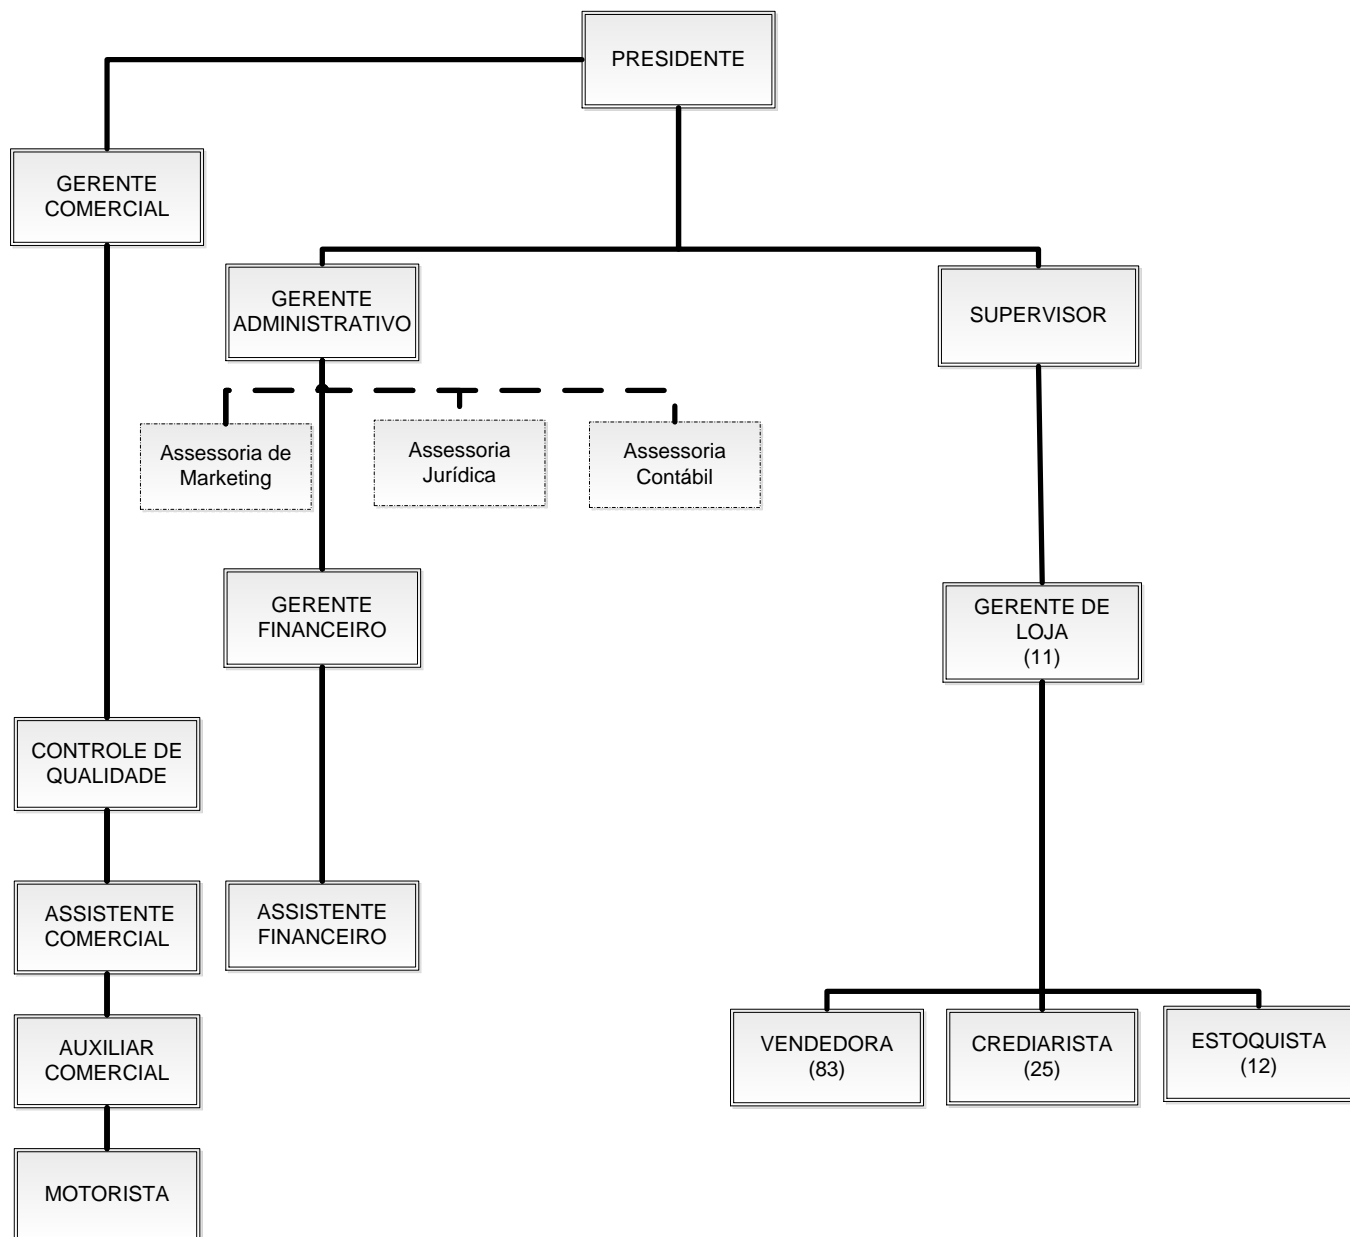 PRESIDENTE
GERENTE
COMERCIAL
GERENTE
ADMINISTRATIVO
SUPERVISOR
Assessoria de
Marketing
Assessoria
Jurídica
Assessoria
Contábil
GERENTE
FINANCEIRO
GERENTE DE
LOJA
(11)
CONTROLE DE
QUALIDADE
ASSISTENTE
COMERCIAL
ASSISTENTE
FINANCEIRO
AUXILIAR
COMERCIAL
VENDEDORA
(83)
CREDIARISTA
(25)
ESTOQUISTA
(12)
MOTORISTA